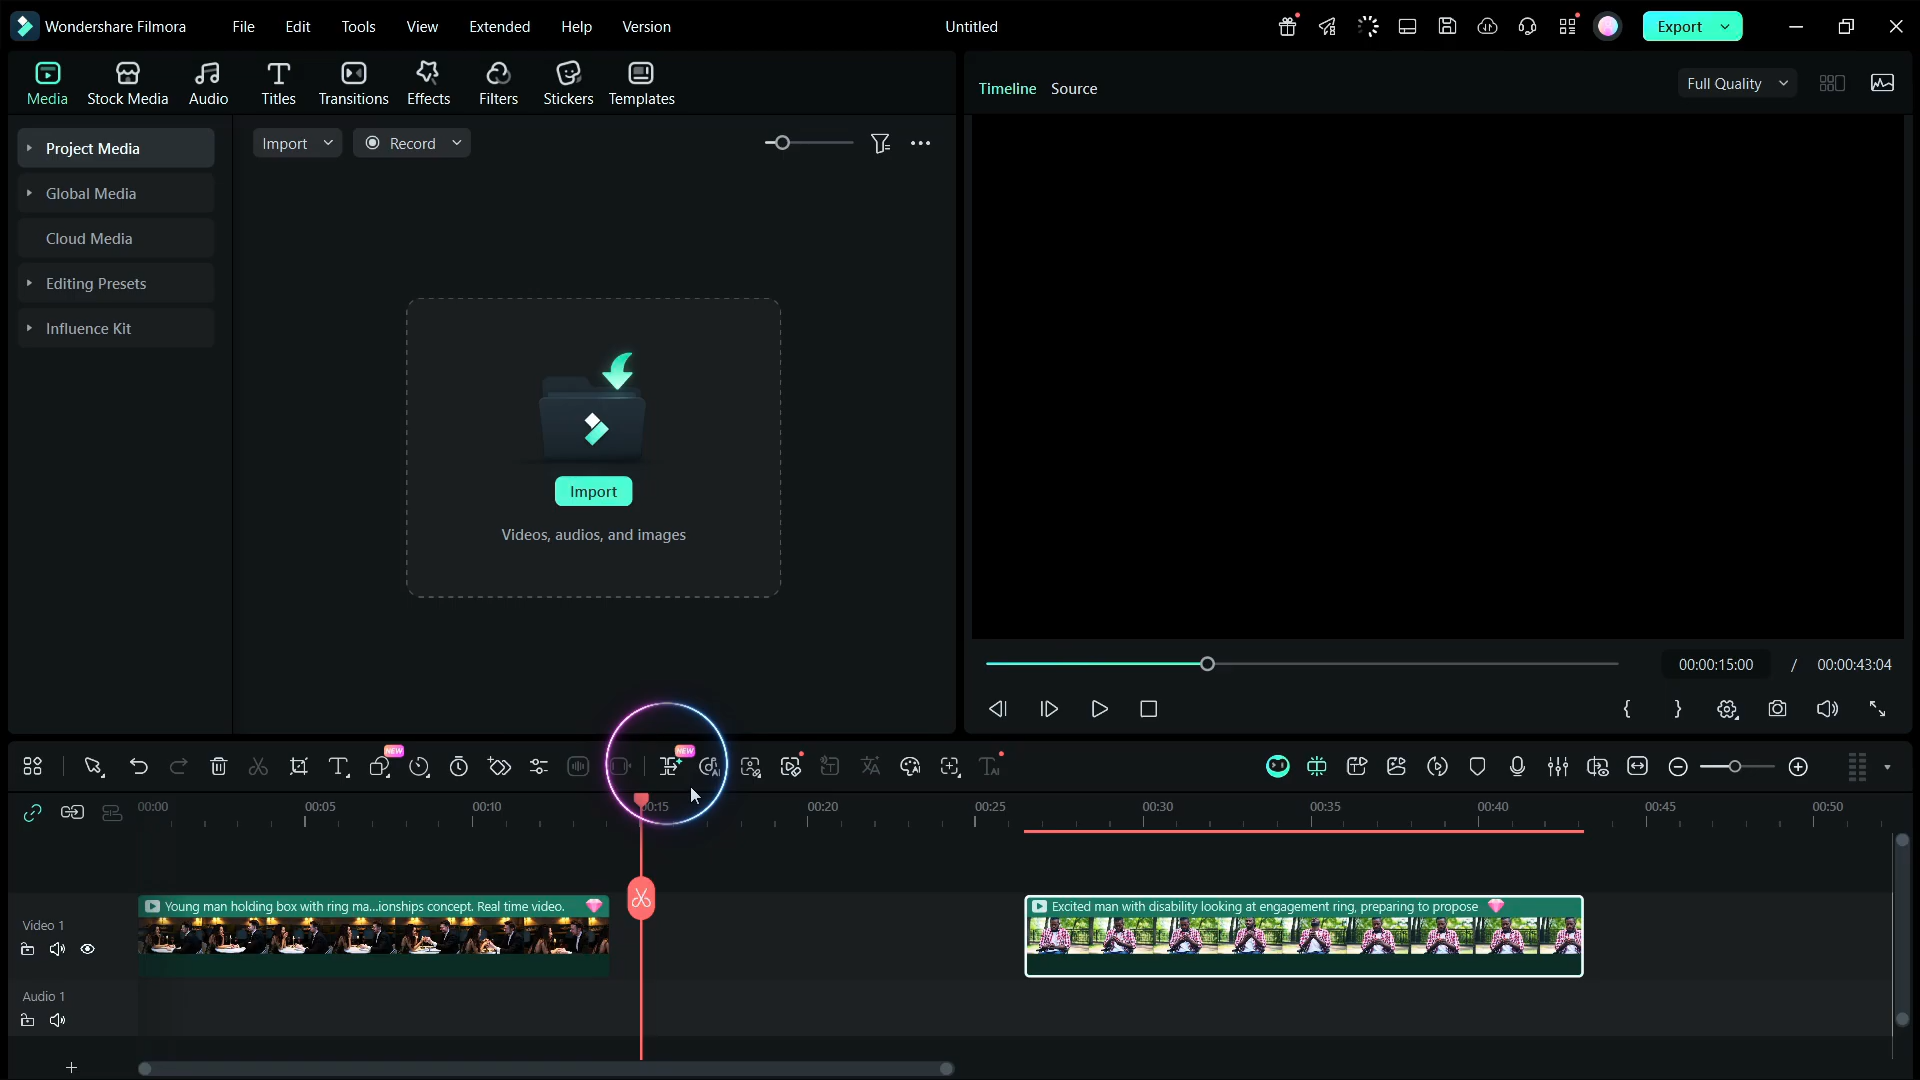 Wondershare Filmora
File
Edit
Tools
View
Extended
Help
Version
Untitled
Export
Media
Stock Media
Audio
Titles
Transitions
Effects
Filters
Stickers
Templates
Timeline
Source
Full Quality
Project Media
Global Media
Cloud Media
Editing Presets
Influence Kit
Import
Record
Import
Videos, audios, and images
00:00:15:00
/
00:00:43:04
NEW
NEW
00:00
00:05
00:10
00:15
00:20
00:25
00:30
00:35
00:40
00:45
00:50
Video 1
Young man holding box with ring ma...ionships concept. Real time video.
Excited man with disability looking at engagement ring, preparing to propose
Audio 1